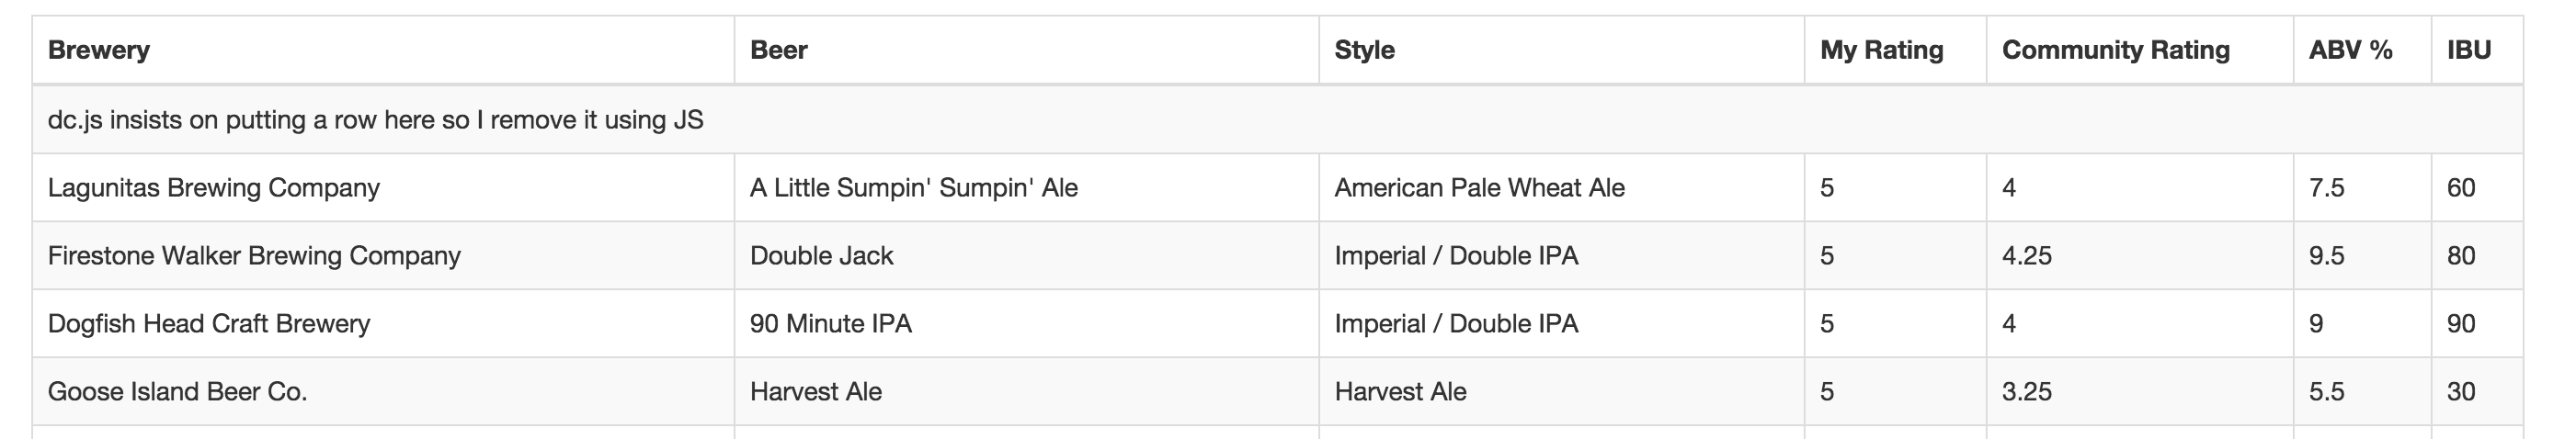 Brewery Beer Style My Rating Community Rating ABV % IBU
dc.js insists on putting a row here so I remove it using JS
Lagunitas Brewing Company A Little Sumpin' Sumpin' Ale American Pale Wheat Ale 5 4 7.5 60
Firestone Walker Brewing Company Double Jack Imperial / Double IPA 5 4.25 9.5 80
Dogfish Head Craft Brewery 90 Minute IPA Imperial / Double IPA 5 4 9 90
Goose Island Beer Co. Harvest Ale Harvest Ale 5 3.25 5.5 30